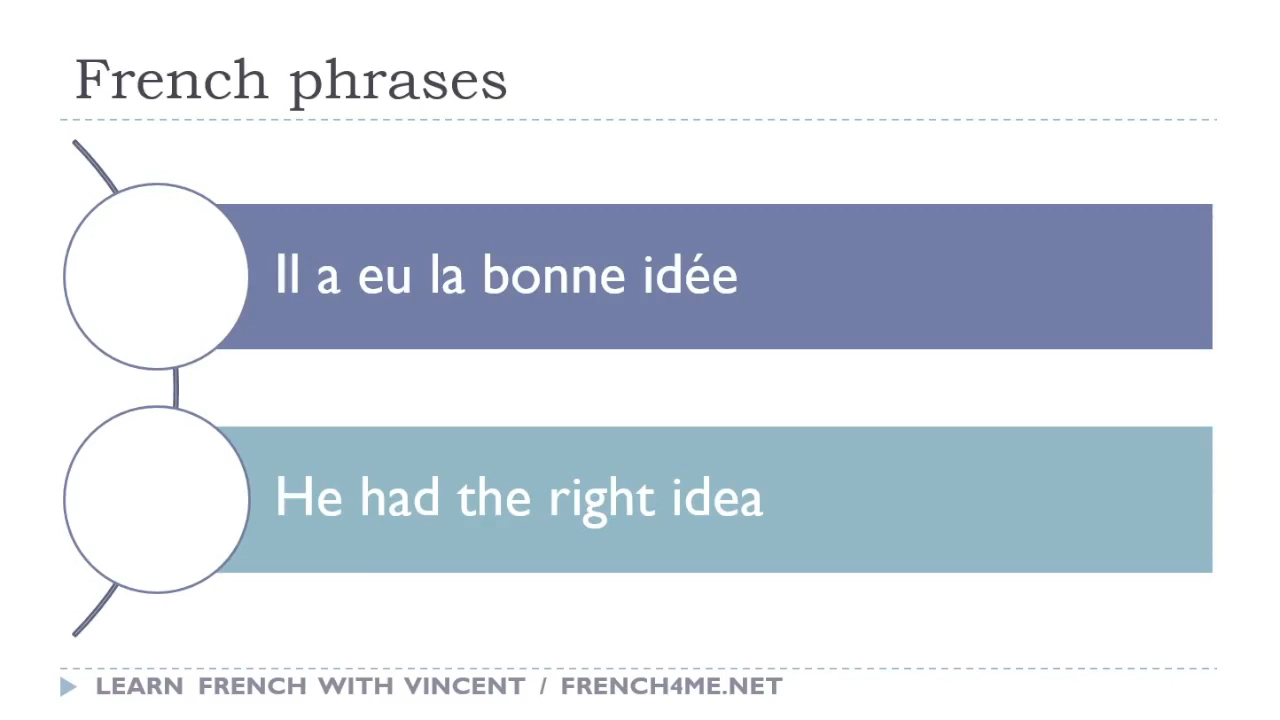 French phrases
Il a eu la bonne idée
He had the right idea
LEARN FRENCH WITH VINCENT / FRENCH4ME.NET